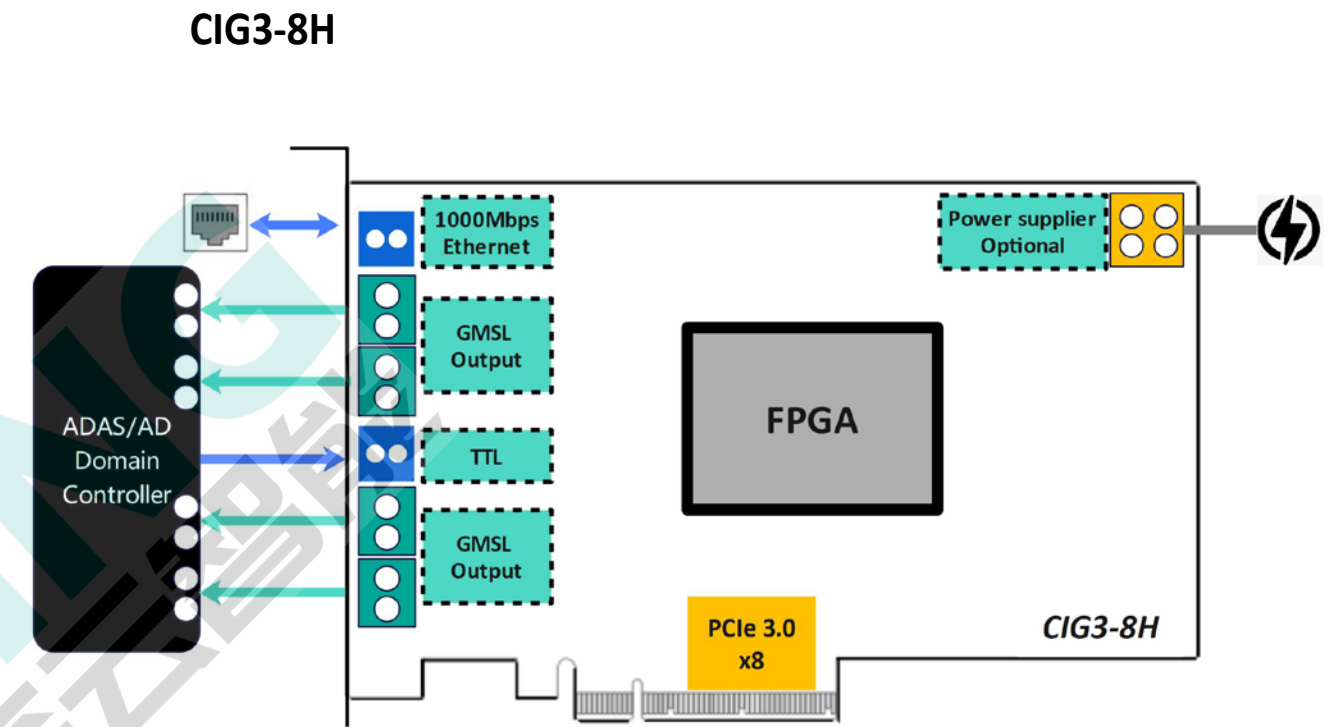 CIG3-8H
1000Mbps
Ethernet
Power supplier
Optional
GMSL
Output
ADAS/AD
Domain
Controller
TTL
FPGA
GMSL
Output
PCIe 3.0
x8
CIG3-8H